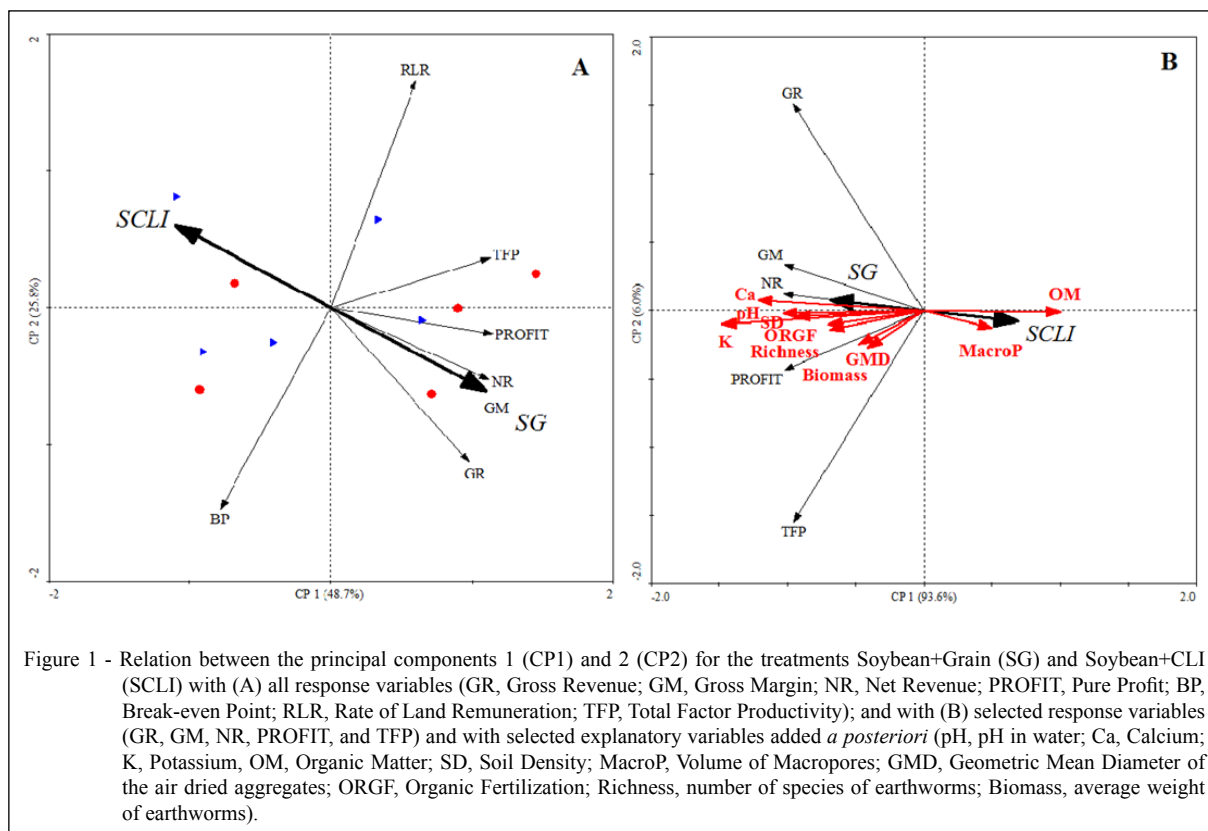 A
2
RLR
SCLI
TFP
PROFIT
NR
GM
SG
GR
BP
CP 2 (25.8%)
-2
-2
CP 1 (48.7%)
2
B
2.0
GR
GM
SG
NR
Ca
OM
pH
SD
ORGF
SCLI
K
Richness
GMD
MacroP
PROFIT
Biomass
TFP
CP 2 (6.0%)
-2.0
-2.0
CP 1 (93.6%)
2.0
Figure 1 - Relation between the principal components 1 (CP1) and 2 (CP2) for the treatments Soybean+Grain (SG) and Soybean+CLI
(SCLI) with (A) all response variables (GR, Gross Revenue; GM, Gross Margin; NR, Net Revenue; PROFIT, Pure Profit; BP,
Break-even Point; RLR, Rate of Land Remuneration; TFP, Total Factor Productivity); and with (B) selected response variables
(GR, GM, NR, PROFIT, and TFP) and with selected explanatory variables added a posteriori (pH, pH in water; Ca, Calcium;
K, Potassium, OM, Organic Matter; SD, Soil Density; MacroP, Volume of Macropores; GMD, Geometric Mean Diameter of
the air dried aggregates; ORGF, Organic Fertilization; Richness, number of species of earthworms; Biomass, average weight
of earthworms).